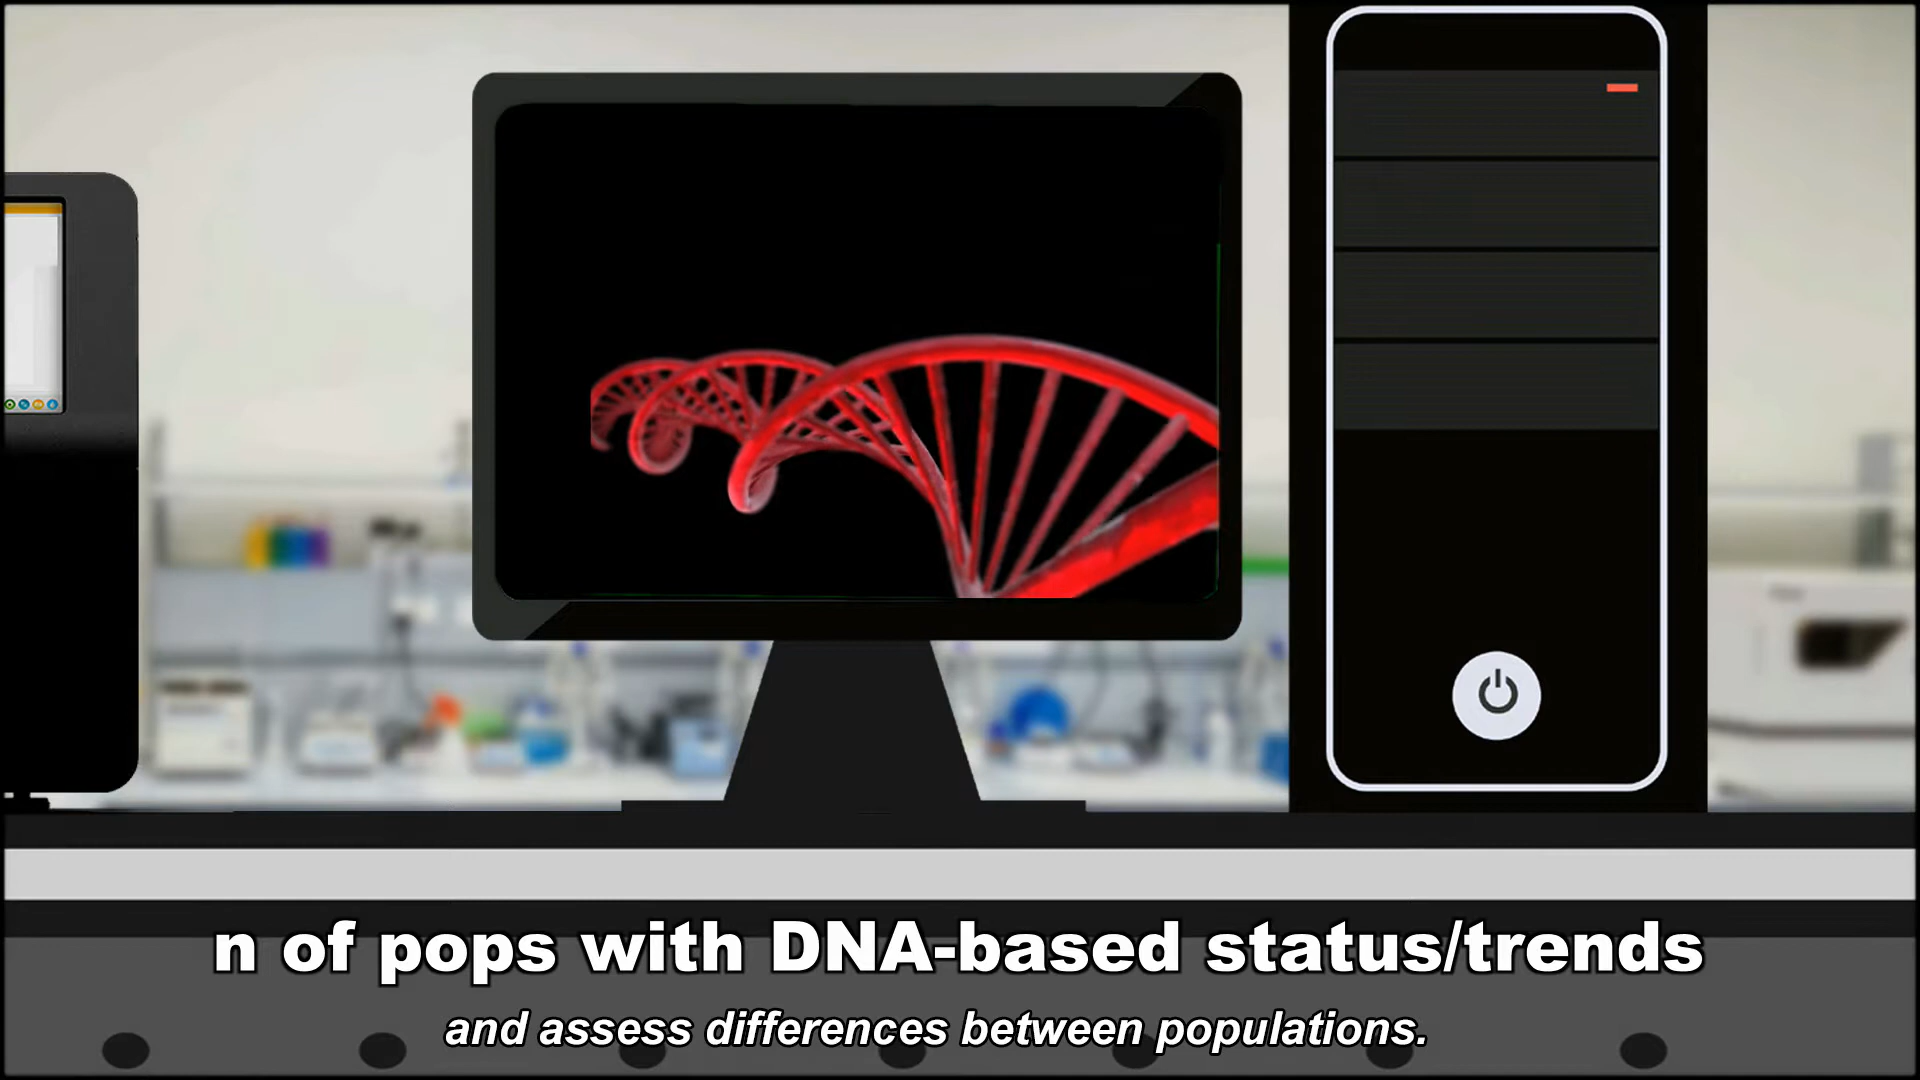 n of pops with DNA-based status/trends
and assess differences between populations.